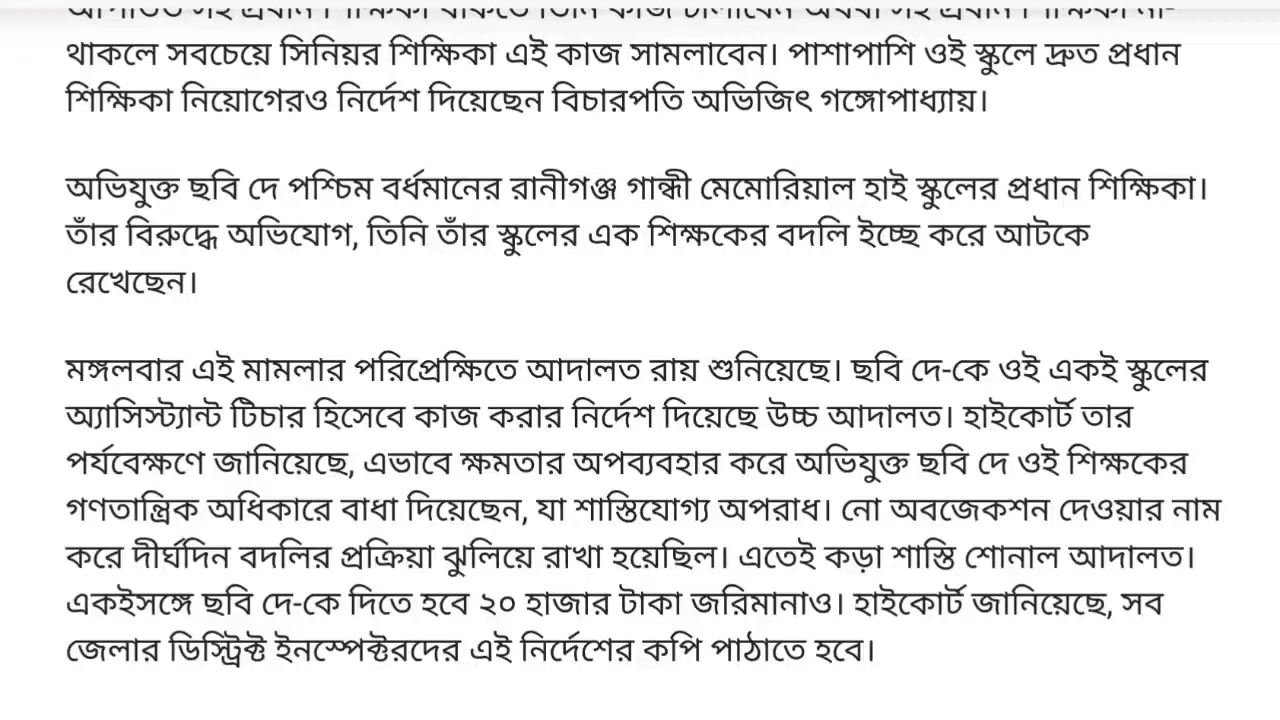 থাকলে সবচেয়ে সিনিয়র শিক্ষিকা এই কাজ সামলাবেন। পাশাপাশি ওই স্কুলে দ্রুত প্রধান
শিক্ষিকা নিয়োগেরও নির্দেশ দিয়েছেন বিচারপতি অভিজিৎ গঙ্গোপাধ্যায়।
অভিযুক্ত ছবি দে পশ্চিম বর্ধমানের রানীগঞ্জ গান্ধী মেমোরিয়াল হাই স্কুলের প্রধান শিক্ষিকা।
তাঁর বিরুদ্ধে অভিযোগ, তিনি তাঁর স্কুলের এক শিক্ষকের বদলি ইচ্ছে করে আটকে
রেখেছেন।
মঙ্গলবার এই মামলার পরিপ্রেক্ষিতে আদালত রায় শুনিয়েছে। ছবি দে-কে ওই একই স্কুলের
অ্যাসিস্ট্যান্ট টিচার হিসেবে কাজ করার নির্দেশ দিয়েছে উচ্চ আদালত। হাইকোর্ট তার
পর্যবেক্ষণে জানিয়েছে, এভাবে ক্ষমতার অপব্যবহার করে অভিযুক্ত ছবি দে ওই শিক্ষকের
গণতান্ত্রিক অধিকারে বাধা দিয়েছেন, যা শাস্তিযোগ্য অপরাধ। নো অবজেকশন দেওয়ার নাম
করে দীর্ঘদিন বদলির প্রক্রিয়া ঝুলিয়ে রাখা হয়েছিল। এতেই কড়া শাস্তি শোনাল আদালত।
একইসঙ্গে ছবি দে-কে দিতে হবে ২০ হাজার টাকা জরিমানাও। হাইকোর্ট জানিয়েছে, সব
জেলার ডিস্ট্রিক্ট ইনস্পেক্টরদের এই নির্দেশের কপি পাঠাতে হবে।